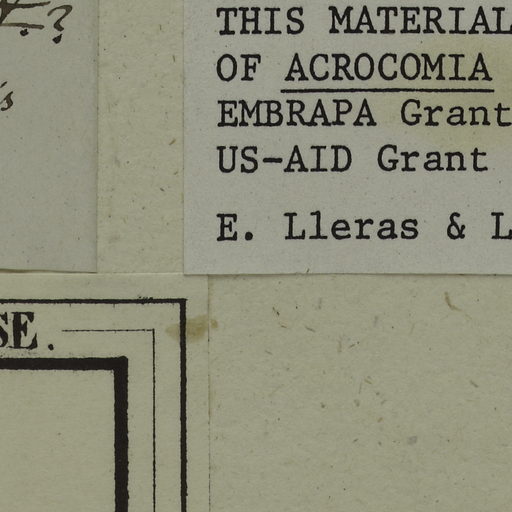 THIS MATERIAL
OF ACROCOMIA
EMBRAPA Grant
US-AID Grant
E. Lleras & L
SE.